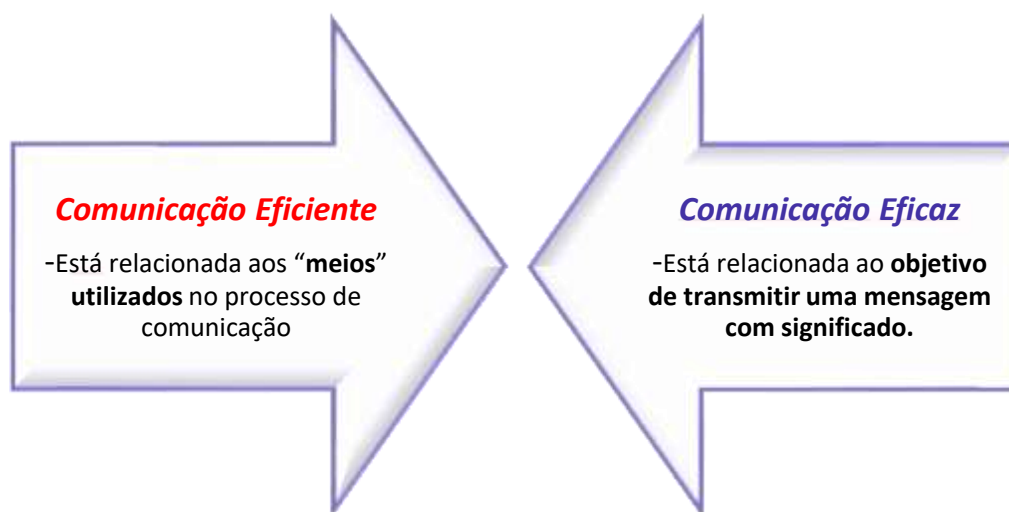 Comunicação Eficiente
-Está relacionada aos “meios”
utilizados no processo de
comunicação
Comunicação Eficaz
-Está relacionada ao objetivo
de transmitir uma mensagem
com significado.